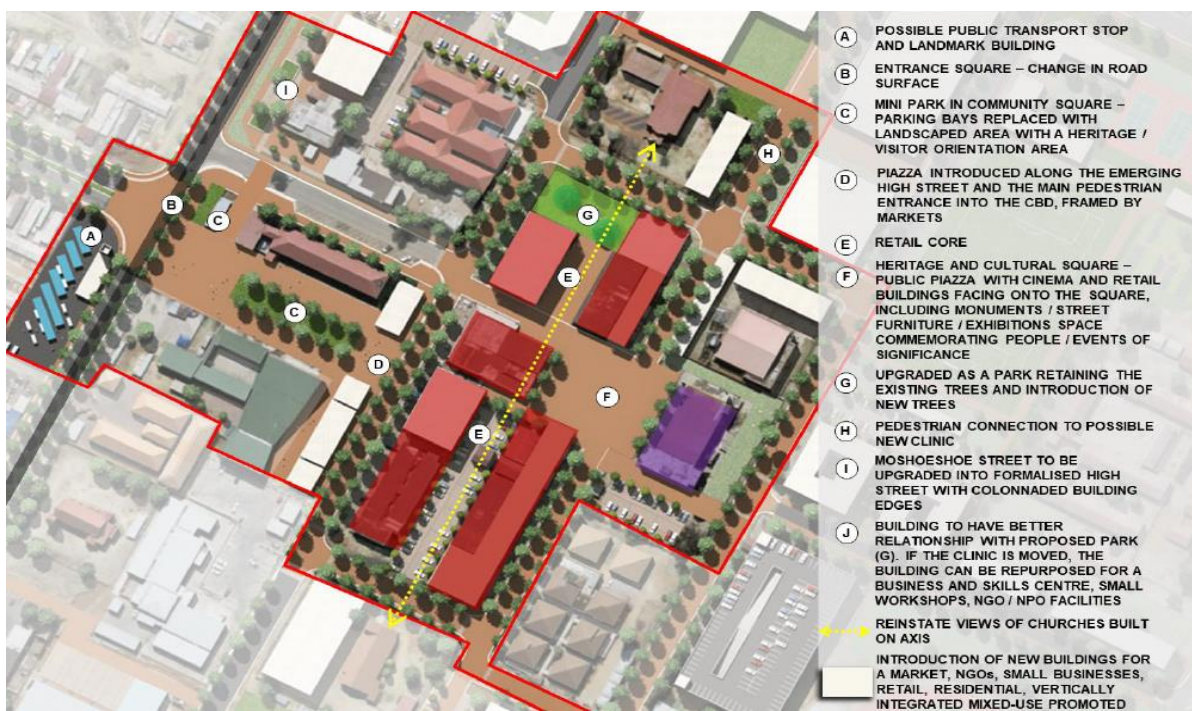 A POSSIBLE PUBLIC TRANSPORT STOP
AND LANDMARK BUILDING
B ENTRANCE SQUARE – CHANGE IN ROAD
SURFACE
C MINI PARK IN COMMUNITY SQUARE –
PARKING BAYS REPLACED WITH
LANDSCAPED AREA WITH A HERITAGE /
VISITOR ORIENTATION AREA
D PIAZZA INTRODUCED ALONG THE EMERGING
HIGH STREET AND THE MAIN PEDESTRIAN
ENTRANCE INTO THE CBD, FRAMED BY
MARKETS
E RETAIL CORE
F HERITAGE AND CULTURAL SQUARE –
PUBLIC PIAZZA WITH CINEMA AND RETAIL
BUILDINGS FACING ONTO THE SQUARE,
INCLUDING MONUMENTS / STREET
FURNITURE / EXHIBITIONS SPACE
COMMEMORATING PEOPLE / EVENTS OF
SIGNIFICANCE
G UPGRADED AS A PARK RETAINING THE
EXISTING TREES AND INTRODUCTION OF
NEW TREES
H PEDESTRIAN CONNECTION TO POSSIBLE
NEW CLINIC
I MOSHOESHOE STREET TO BE
UPGRADED INTO FORMALISED HIGH
STREET WITH COLONNADED BUILDING
EDGES
J BUILDING TO HAVE BETTER
RELATIONSHIP WITH PROPOSED PARK
(G). IF THE CLINIC IS MOVED, THE
BUILDING CAN BE REPURPOSED FOR A
BUSINESS AND SKILLS CENTRE, SMALL
WORKSHOPS, NGO / NPO FACILITIES
REINSTATE VIEWS OF CHURCHES BUILT
ON AXIS
INTRODUCTION OF NEW BUILDINGS FOR
A MARKET, NGOs, SMALL BUSINESSES,
RETAIL, RESIDENTIAL, VERTICALLY
INTEGRATED MIXED-USE PROMOTED
I
H
B
C
G
A
E
C
D
F
E